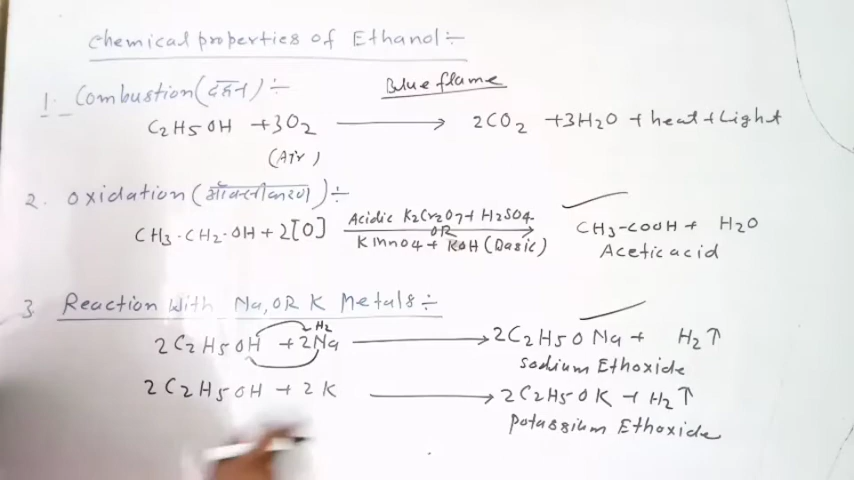 Chemical properties of Ethanol :-
1. Combustion (दहन) :-
Blue flame
C2H5OH + 3O2 → 2CO2 + 3H2O + heat + Light
(Air)
2. Oxidation (ऑक्सीकरण) :-
CH3·CH2·OH + 2[O] Acidic K2Cr2O7 + H2SO4 → CH3-COOH + H2O
OR
KMnO4 + KOH (Basic)
Acetic acid
3 Reaction with Na, OR K Metals :-
H2
2C2H5OH + 2Na → 2C2H5ONa + H2↑
Sodium Ethoxide
2C2H5OH + 2K → 2C2H5OK + H2↑
Potassium Ethoxide